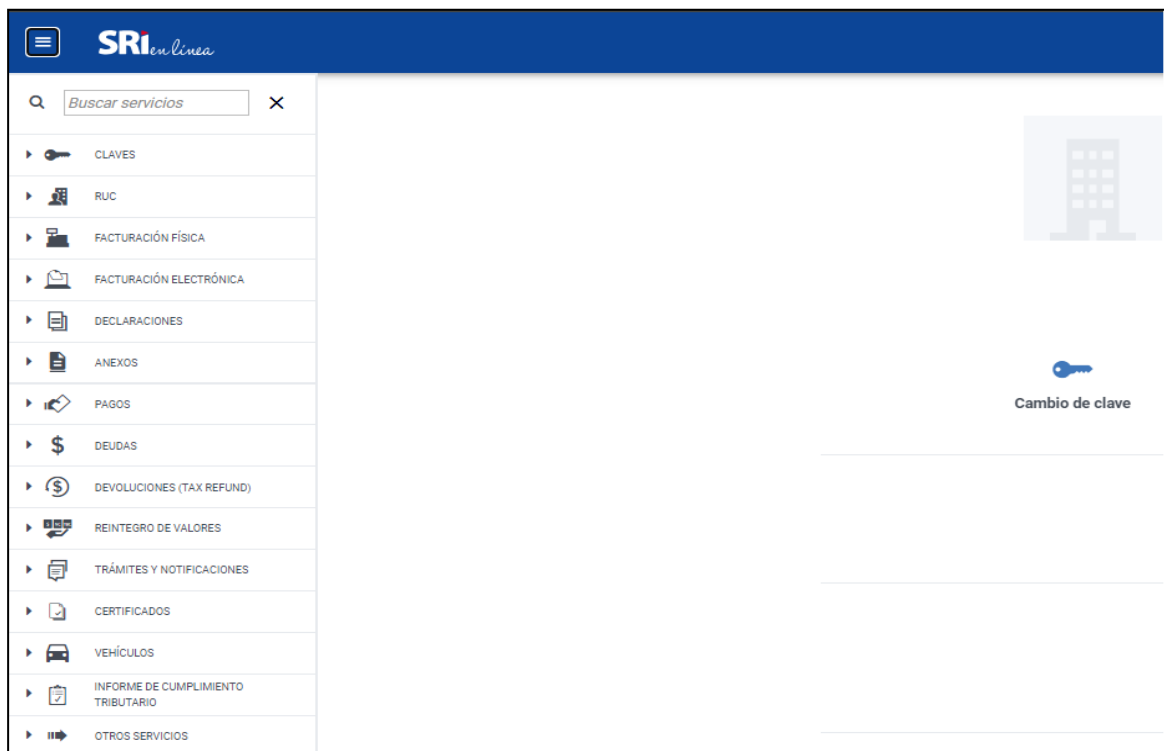 SRi en línea
Buscar servicios
CLAVES
RUC
FACTURACIÓN FÍSICA
FACTURACIÓN ELECTRÓNICA
DECLARACIONES
ANEXOS
PAGOS
DEUDAS
DEVOLUCIONES (TAX REFUND)
REINTEGRO DE VALORES
TRÁMITES Y NOTIFICACIONES
CERTIFICADOS
VEHÍCULOS
INFORME DE CUMPLIMIENTO
TRIBUTARIO
OTROS SERVICIOS
Cambio de clave